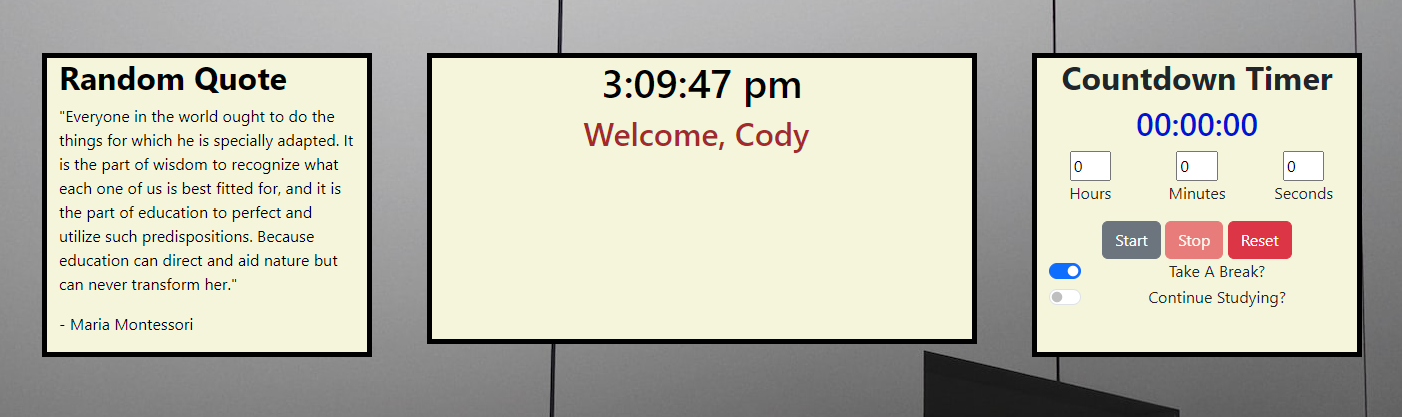 Random Quote
"Everyone in the world ought to do the
things for which he is specially adapted. It
is the part of wisdom to recognize what
each one of us is best fitted for, and it is
the part of education to perfect and
utilize such predispositions. Because
education can direct and aid nature but
can never transform her."
- Maria Montessori
3:09:47 pm
Welcome, Cody
Countdown Timer
00:00:00
0 0 0
Hours Minutes Seconds
Start Stop Reset
Take A Break?
Continue Studying?